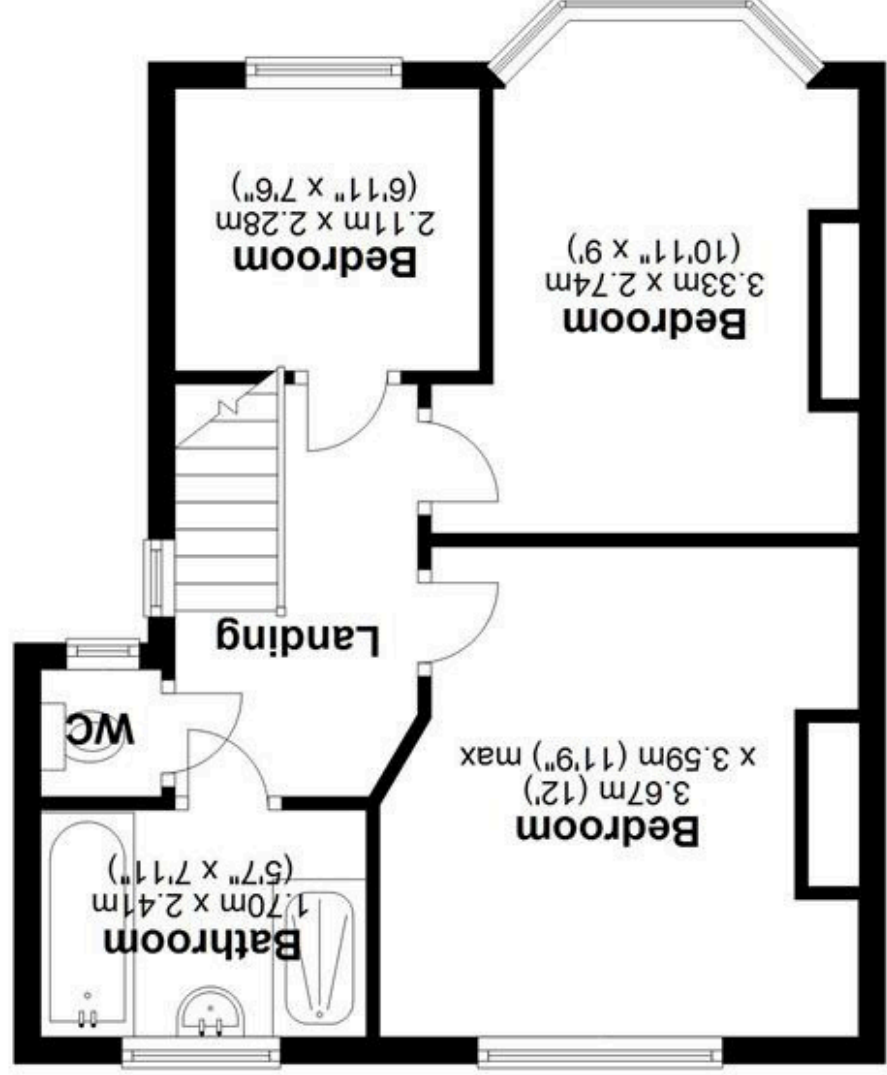 Bathroom
1.70m x 2.41m
(5'7" x 7'11")
Bedroom
3.67m (12')
x 3.59m (11'9") max
WC
Landing
Bedroom
3.33m x 2.74m
(10'11" x 9')
Bedroom
2.11m x 2.28m
(6'11" x 7'6")